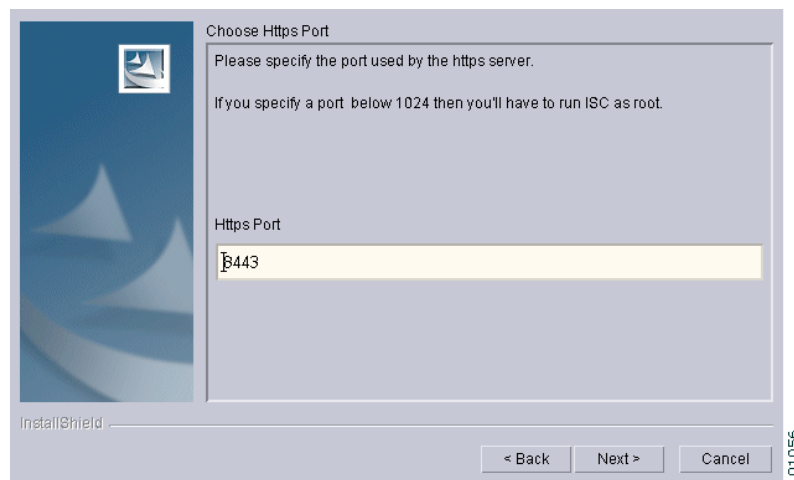 Choose Https Port
Please specify the port used by the https server.
If you specify a port below 1024 then you'll have to run ISC as root.
Https Port
8443
InstallShield
< Back
Next >
Cancel